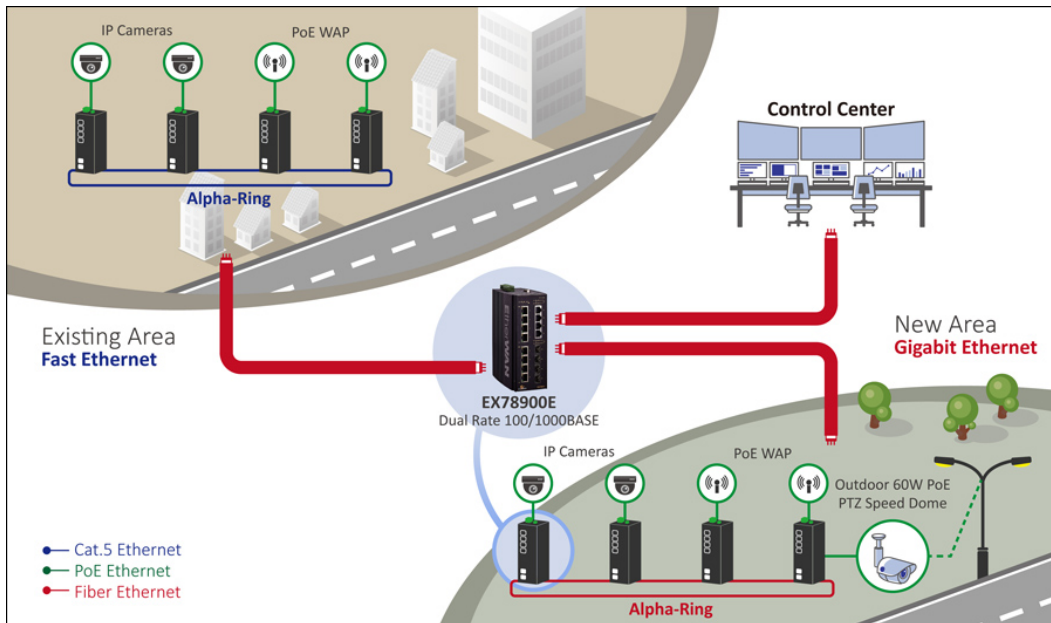 IP Cameras
PoE WAP
Alpha-Ring
Control Center
Existing Area
Fast Ethernet
EtherWAN
EX78900E
Dual Rate 100/1000BASE
New Area
Gigabit Ethernet
IP Cameras
PoE WAP
Outdoor 60W PoE
PTZ Speed Dome
Alpha-Ring
Cat.5 Ethernet
PoE Ethernet
Fiber Ethernet